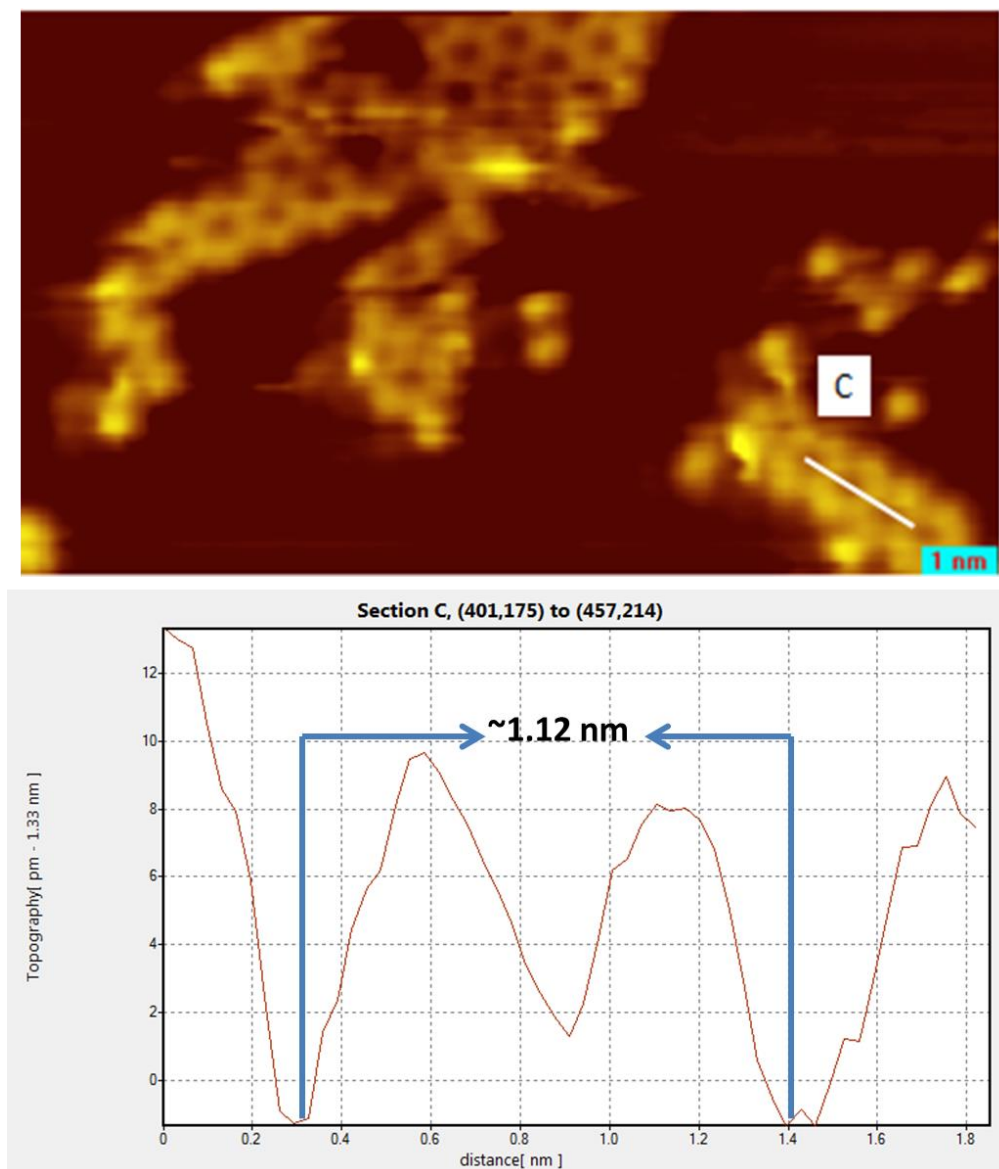 C
1 nm
Section C, (401,175) to (457,214)
~1.12 nm
Topography[ pm - 1.33 nm ]
12
10
8
6
4
2
0
0 0.2 0.4 0.6 0.8 1.0 1.2 1.4 1.6 1.8
distance[ nm ]